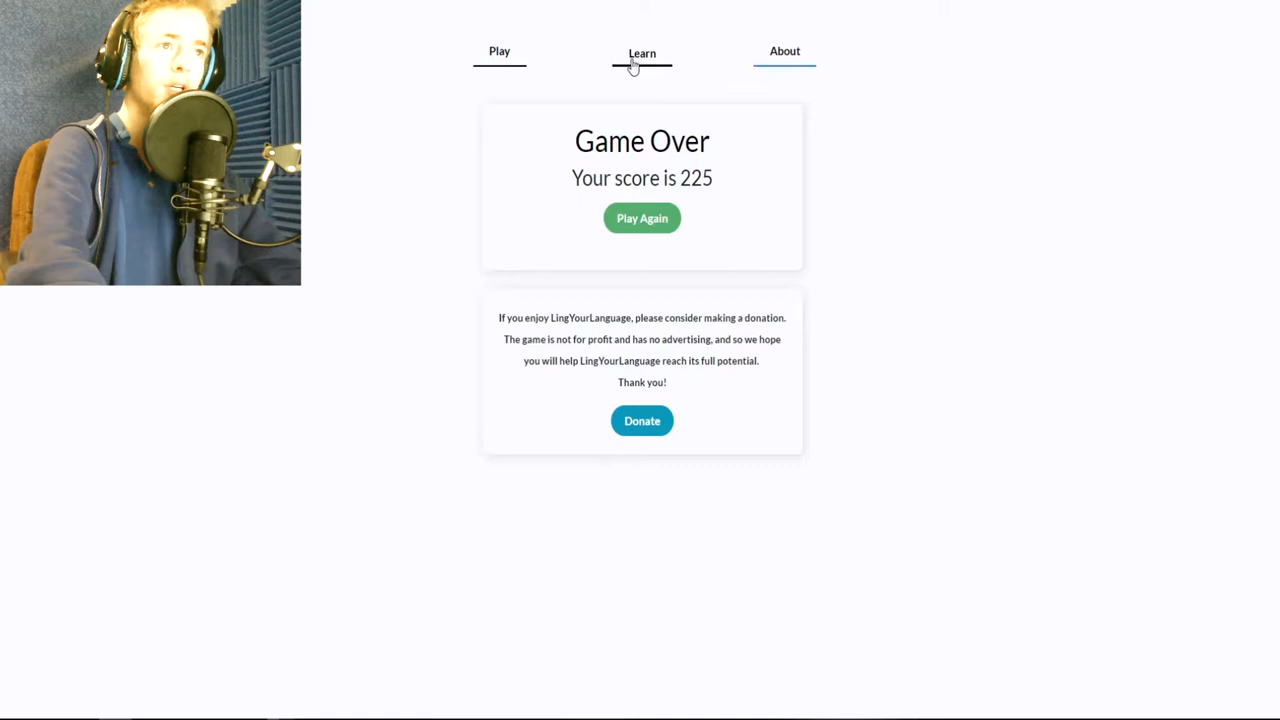 Play
Learn
About
Game Over
Your score is 225
Play Again
If you enjoy LingYourLanguage, please consider making a donation.
The game is not for profit and has no advertising, and so we hope
you will help LingYourLanguage reach its full potential.
Thank you!
Donate